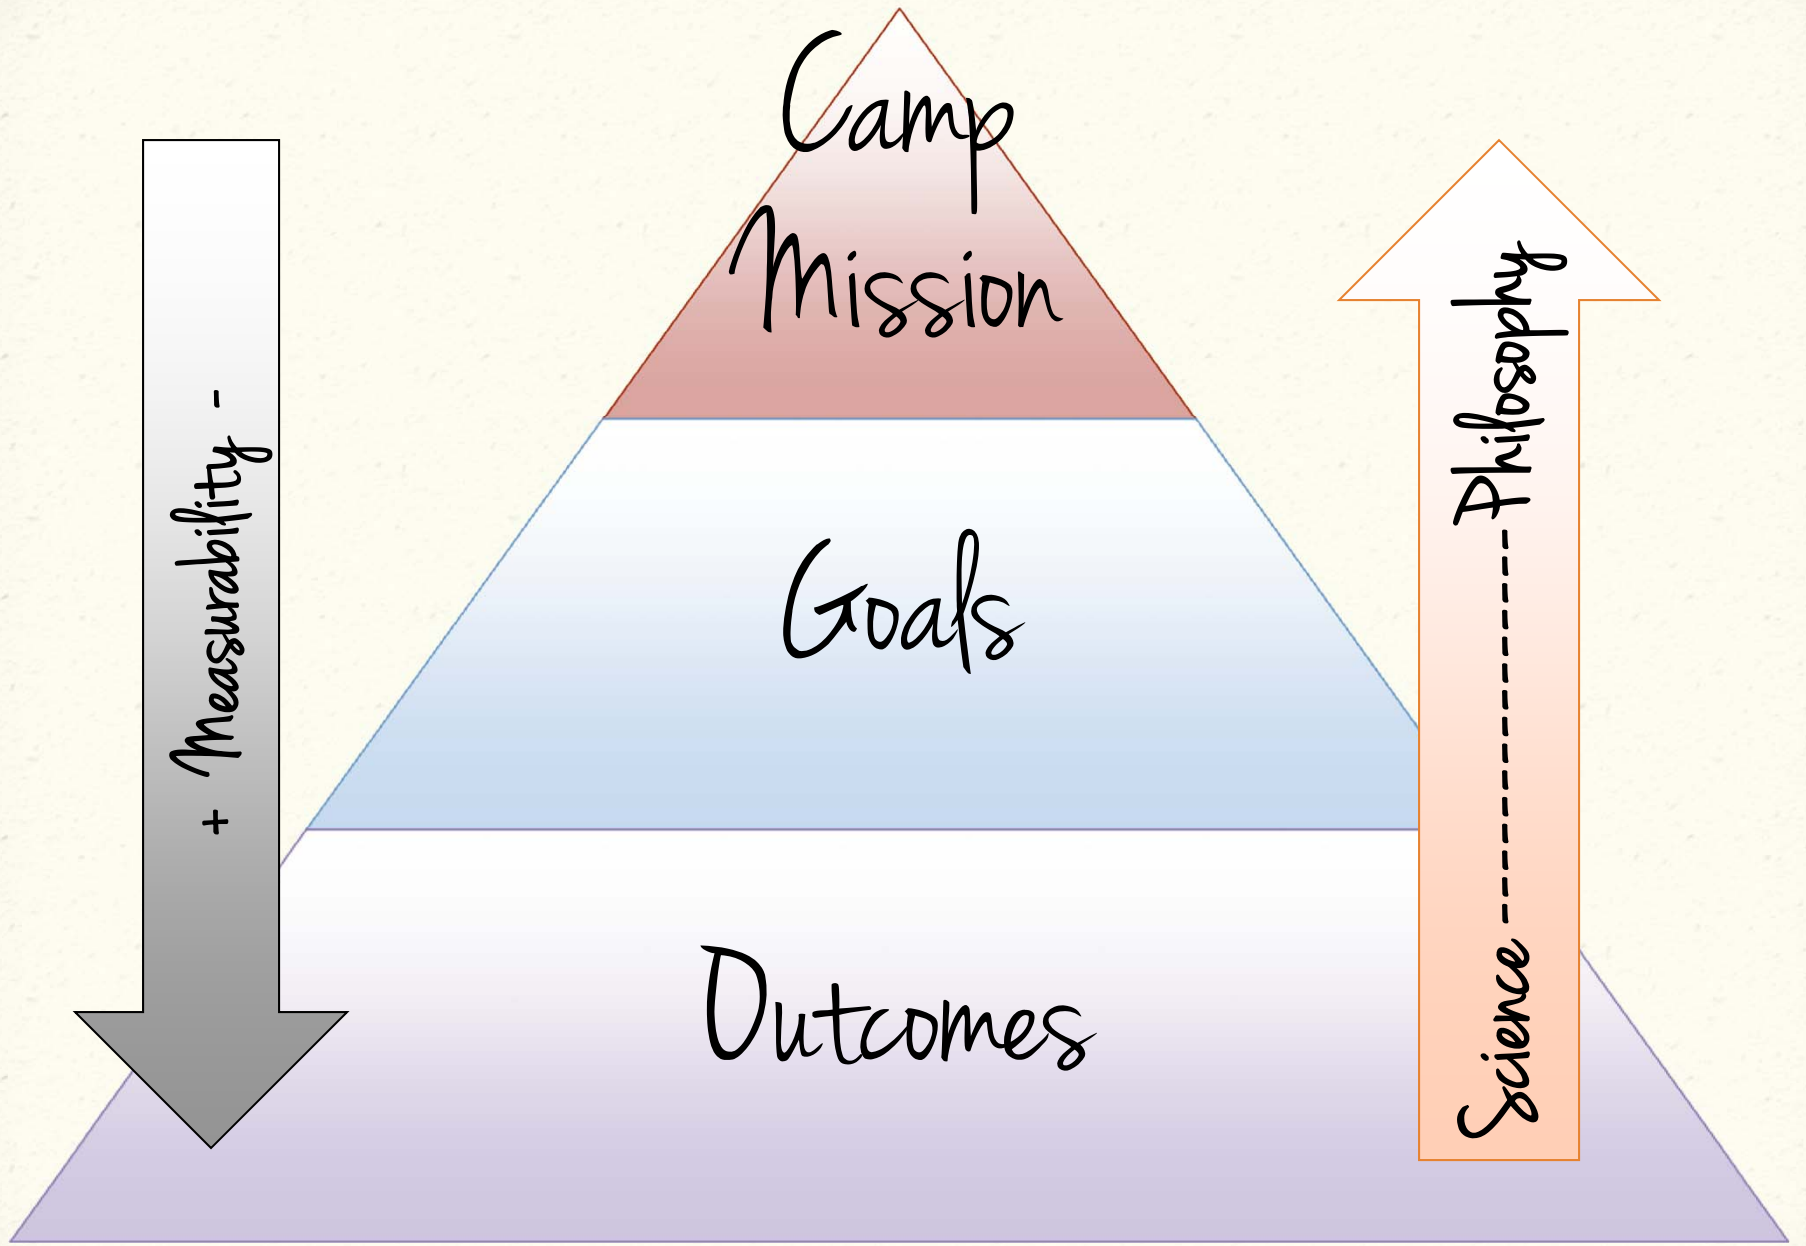 Camp
Mission
Goals
Outcomes
+ Measurability -
Science ---------------- Philosophy